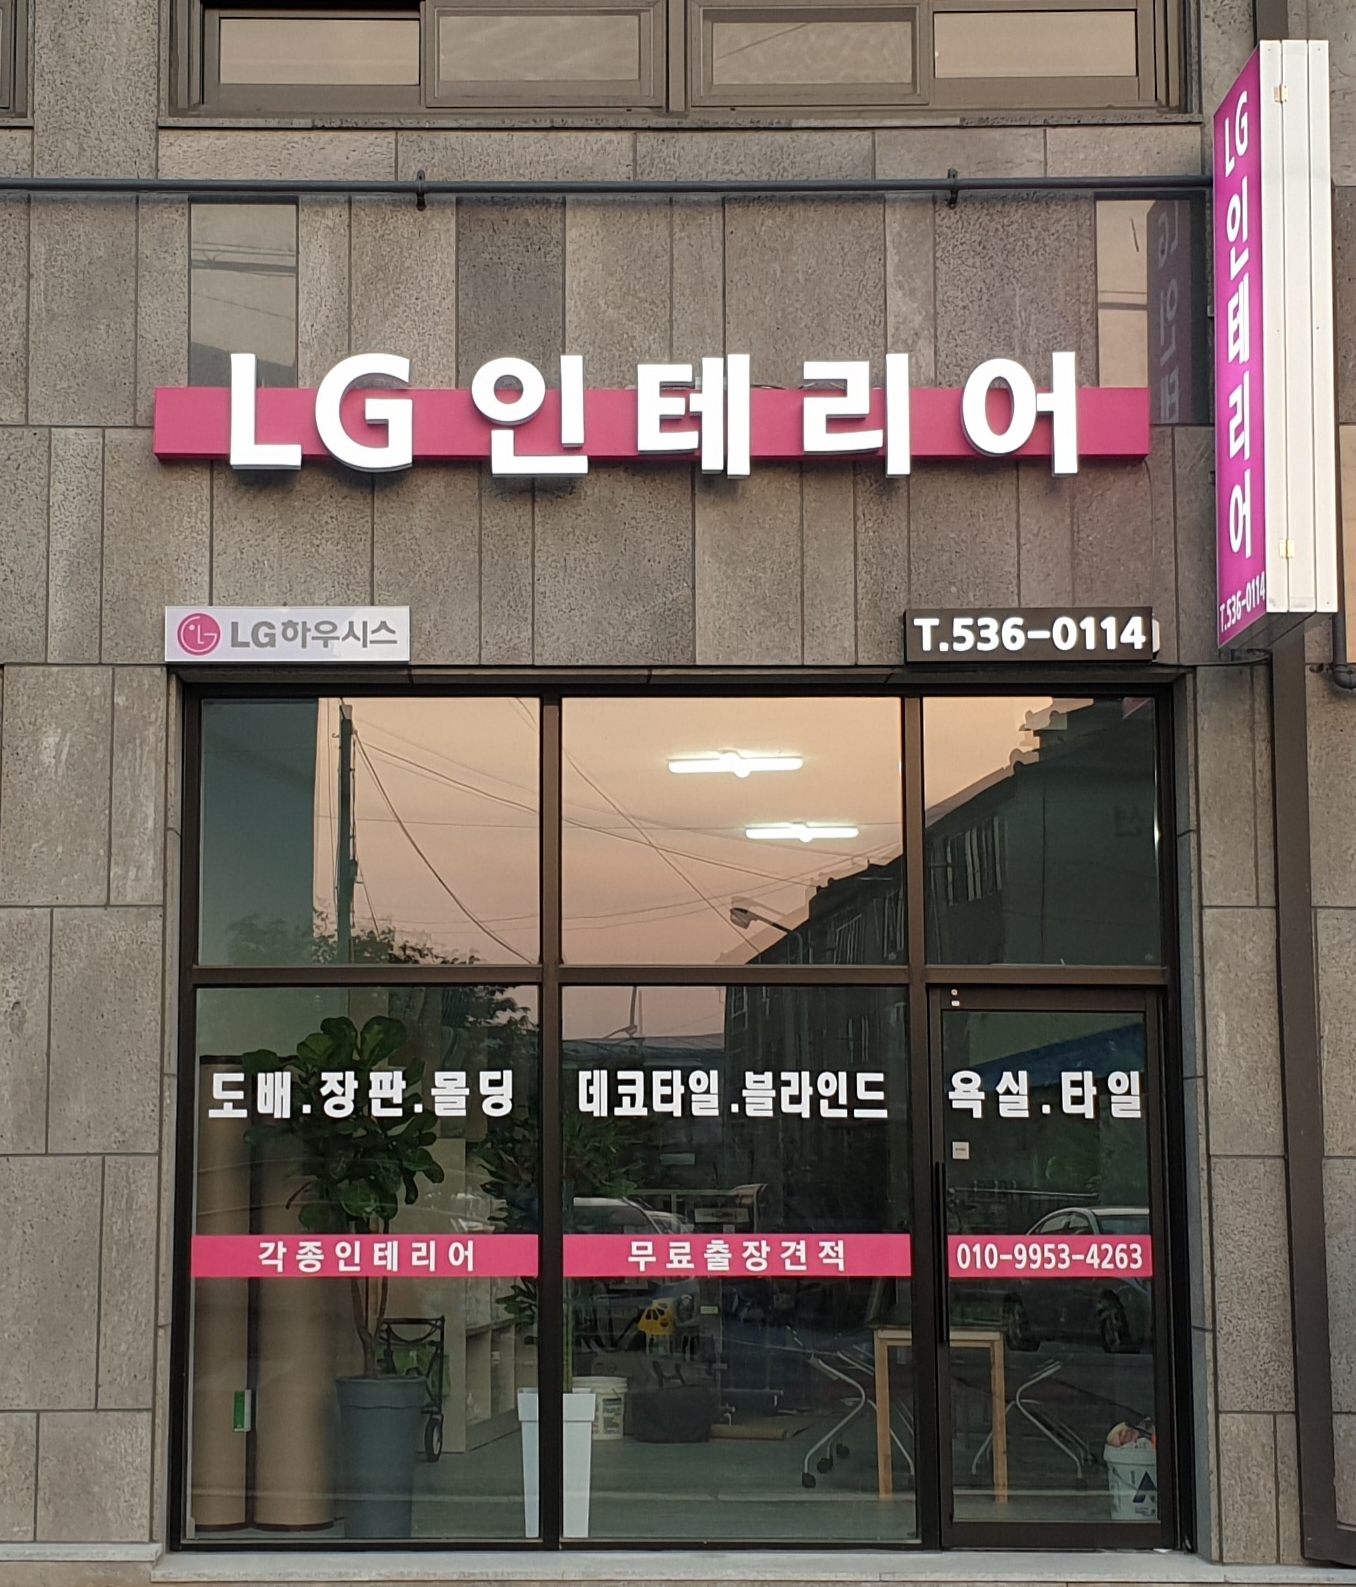 LG인테리어
LG 인테리어
T.536-0114
LG하우시스
T.536-0114
도배.장판.몰딩
데코타일.블라인드
욕실.타일
각종인테리어
무료출장견적
010-9953-4263